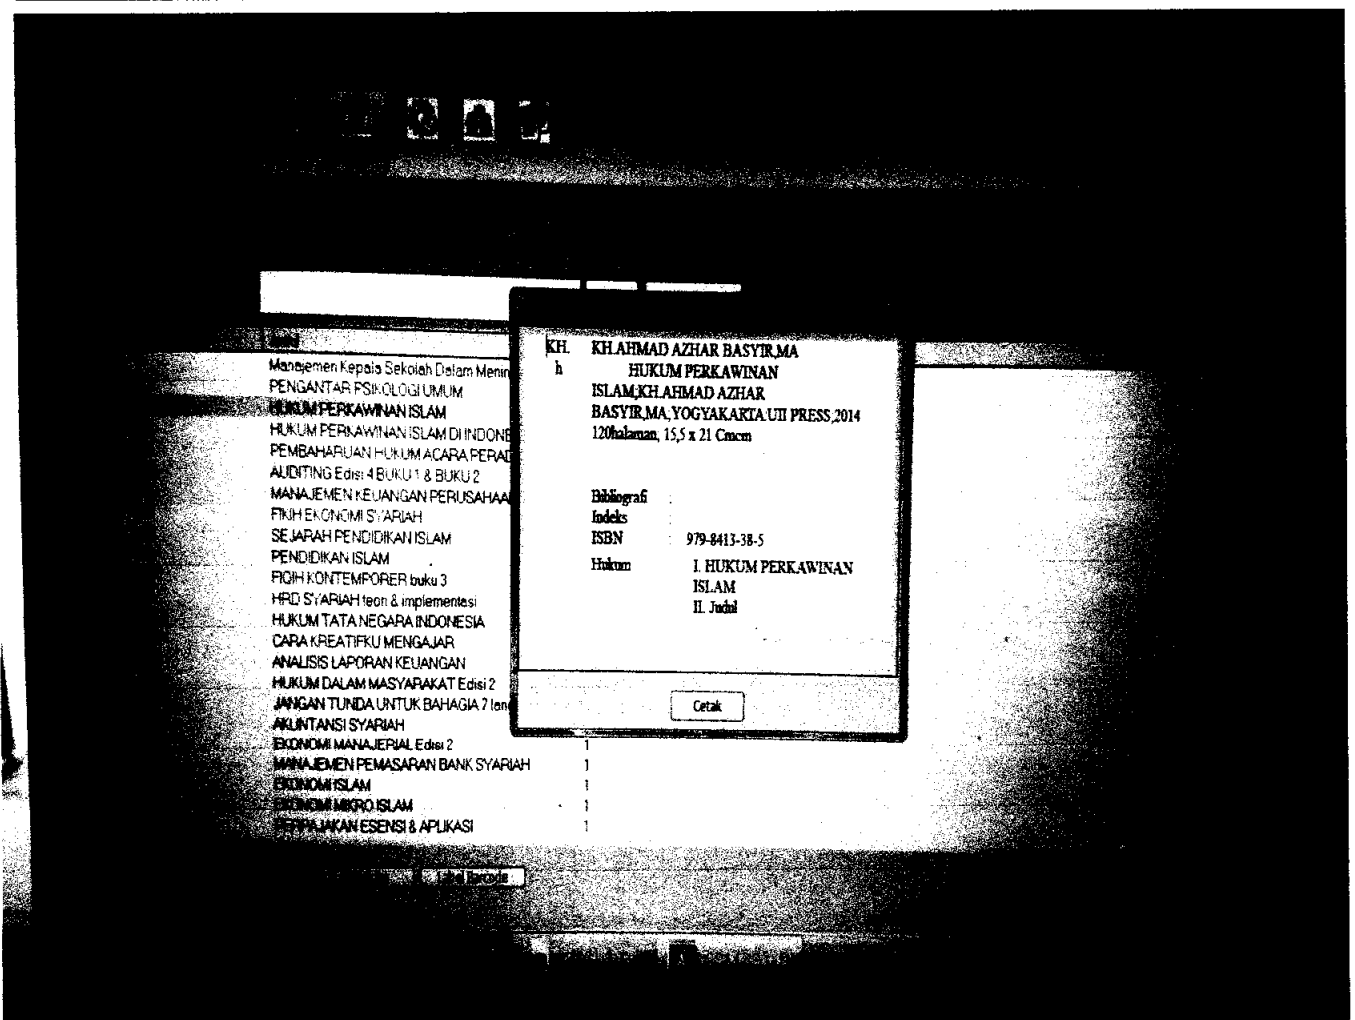 Judul
Manajemen Kepala Sekolah Dalam Menin
PENGANTAR PSIKOLOGI UMUM
HUKUM PERKAWINAN ISLAM
HUKUM PERKAWINAN ISLAM DI INDONE
PEMBAHARUAN HUKUM ACARA PERAD
AUDITING Edisi 4 BUKU 1 & BUKU 2
MANAJEMEN KEUANGAN PERUSAHAA
FIKIH EKONOMI SYARIAH
SEJARAH PENDIDIKAN ISLAM
PENDIDIKAN ISLAM
FIQIH KONTEMPORER buku 3
HRD SYARIAH teori & implementasi
HUKUM TATA NEGARA INDONESIA
CARA KREATIFKU MENGAJAR
ANALISIS LAPORAN KEUANGAN
HUKUM DALAM MASYARAKAT Edisi 2
JANGAN TUNDA UNTUK BAHAGIA 7 lan
AKUNTANSI SYARIAH
EKONOMI MANAJERIAL Edisi 2 1
MANAJEMEN PEMASARAN BANK SYARIAH 1
EKONOMI ISLAM 1
EKONOMI MIKRO ISLAM 1
PERPAJAKAN ESENSI & APLIKASI 1
Label Barcode
KH. KH.AHMAD AZHAR BASYIR,MA
h HUKUM PERKAWINAN
ISLAM;KH.AHMAD AZHAR
BASYIR,MA;YOGYAKARTA:UII PRESS,2014
120halaman; 15,5 x 21 Cmcm
Bibliografi :
Indeks :
ISBN : 979-8413-38-5
Hukum I. HUKUM PERKAWINAN
ISLAM
II. Judul
Cetak